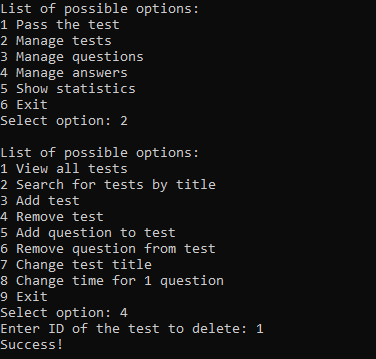 List of possible options:
1 Pass the test
2 Manage tests
3 Manage questions
4 Manage answers
5 Show statistics
6 Exit
Select option: 2

List of possible options:
1 View all tests
2 Search for tests by title
3 Add test
4 Remove test
5 Add question to test
6 Remove question from test
7 Change test title
8 Change time for 1 question
9 Exit
Select option: 4
Enter ID of the test to delete: 1
Success!